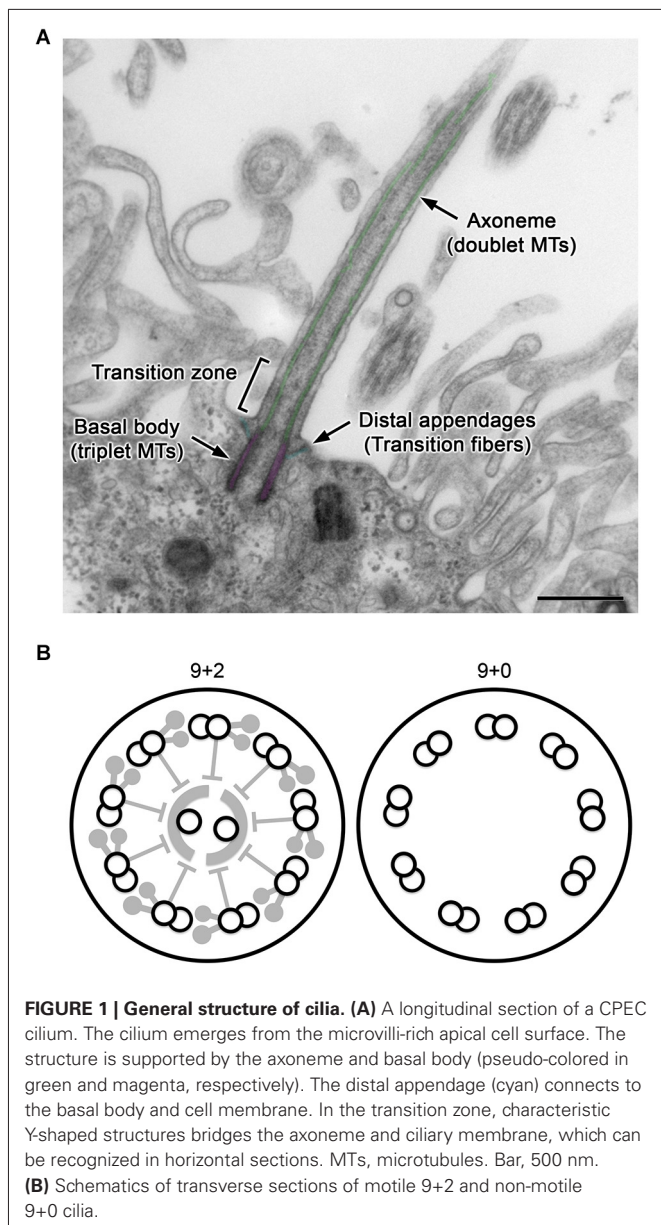 A
Axoneme
(doublet MTs)
Transition zone
Basal body
(triplet MTs)
Distal appendages
(Transition fibers)
B
9+2
9+0
FIGURE 1 | General structure of cilia. (A) A longitudinal section of a CPEC
cilium. The cilium emerges from the microvilli-rich apical cell surface. The
structure is supported by the axoneme and basal body (pseudo-colored in
green and magenta, respectively). The distal appendage (cyan) connects to
the basal body and cell membrane. In the transition zone, characteristic
Y-shaped structures bridges the axoneme and ciliary membrane, which can
be recognized in horizontal sections. MTs, microtubules. Bar, 500 nm.
(B) Schematics of transverse sections of motile 9+2 and non-motile
9+0 cilia.